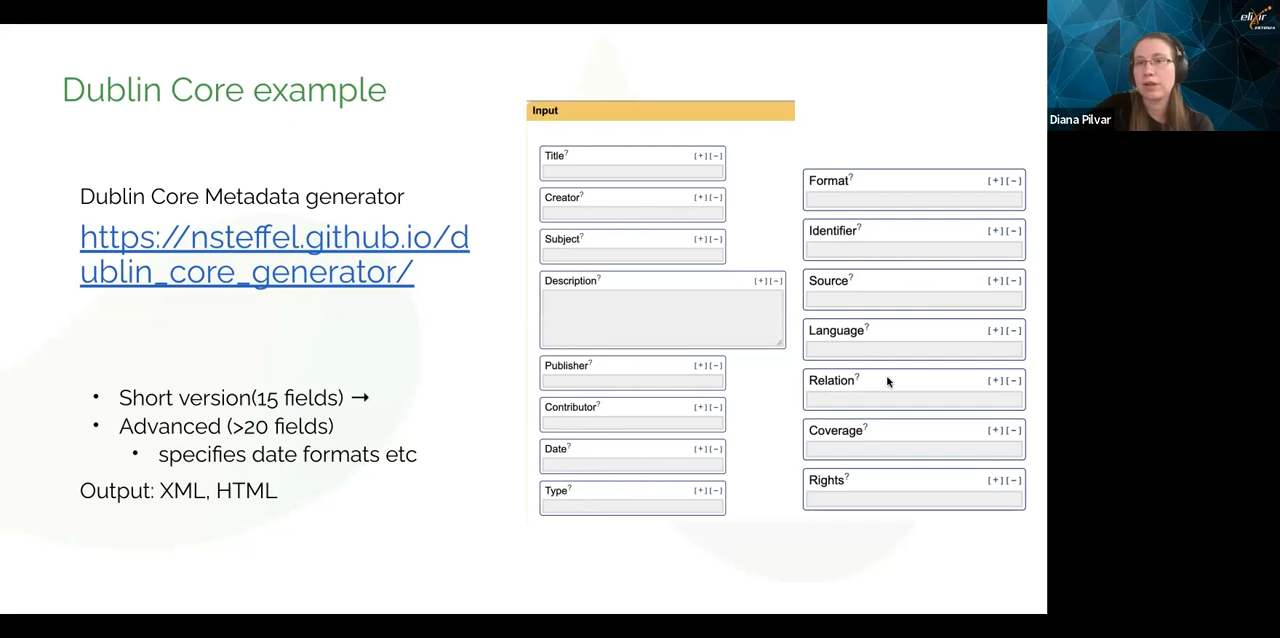 Dublin Core example
Dublin Core Metadata generator
https://nsteffel.github.io/d
ublin_core_generator/
• Short version(15 fields) →
• Advanced (>20 fields)
• specifies date formats etc
Output: XML, HTML
Input
Title? [+][−]
Creator? [+][−]
Subject? [+][−]
Description? [+][−]
Publisher? [+][−]
Contributor? [+][−]
Date? [+][−]
Type? [+][−]
Format? [+][−]
Identifier? [+][−]
Source? [+][−]
Language? [+][−]
Relation? [+][−]
Coverage? [+][−]
Rights? [+][−]
elixir
ESTONIA
Diana Pilvar